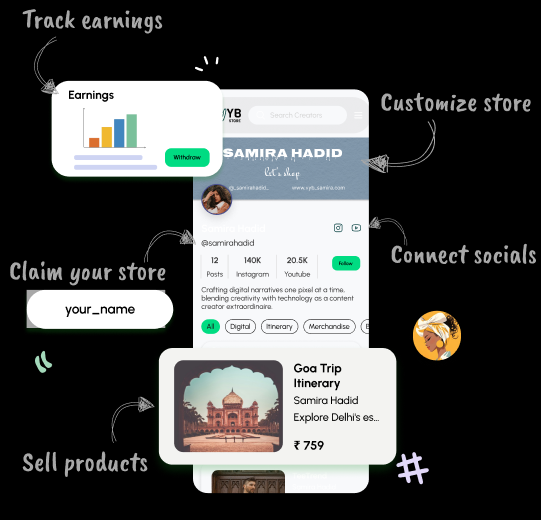 Track earnings
Earnings
Withdraw
YB
STORE
Search Creators
Customize store
SAMIRA HADID
let's shop
www.vyb_samira.com
@samirahadid
Connect socials
12 140K 20.5K
Posts Instagram Youtube
Follow
Crafting digital narratives one pixel at a time,
blending creativity with technology as a content
creator extraordinaire.
Claim your store
your_name
All Digital Itinerary Merchandise B
Goa Trip
Itinerary
Samira Hadid
Explore Delhi's es...
₹ 759
Sell products